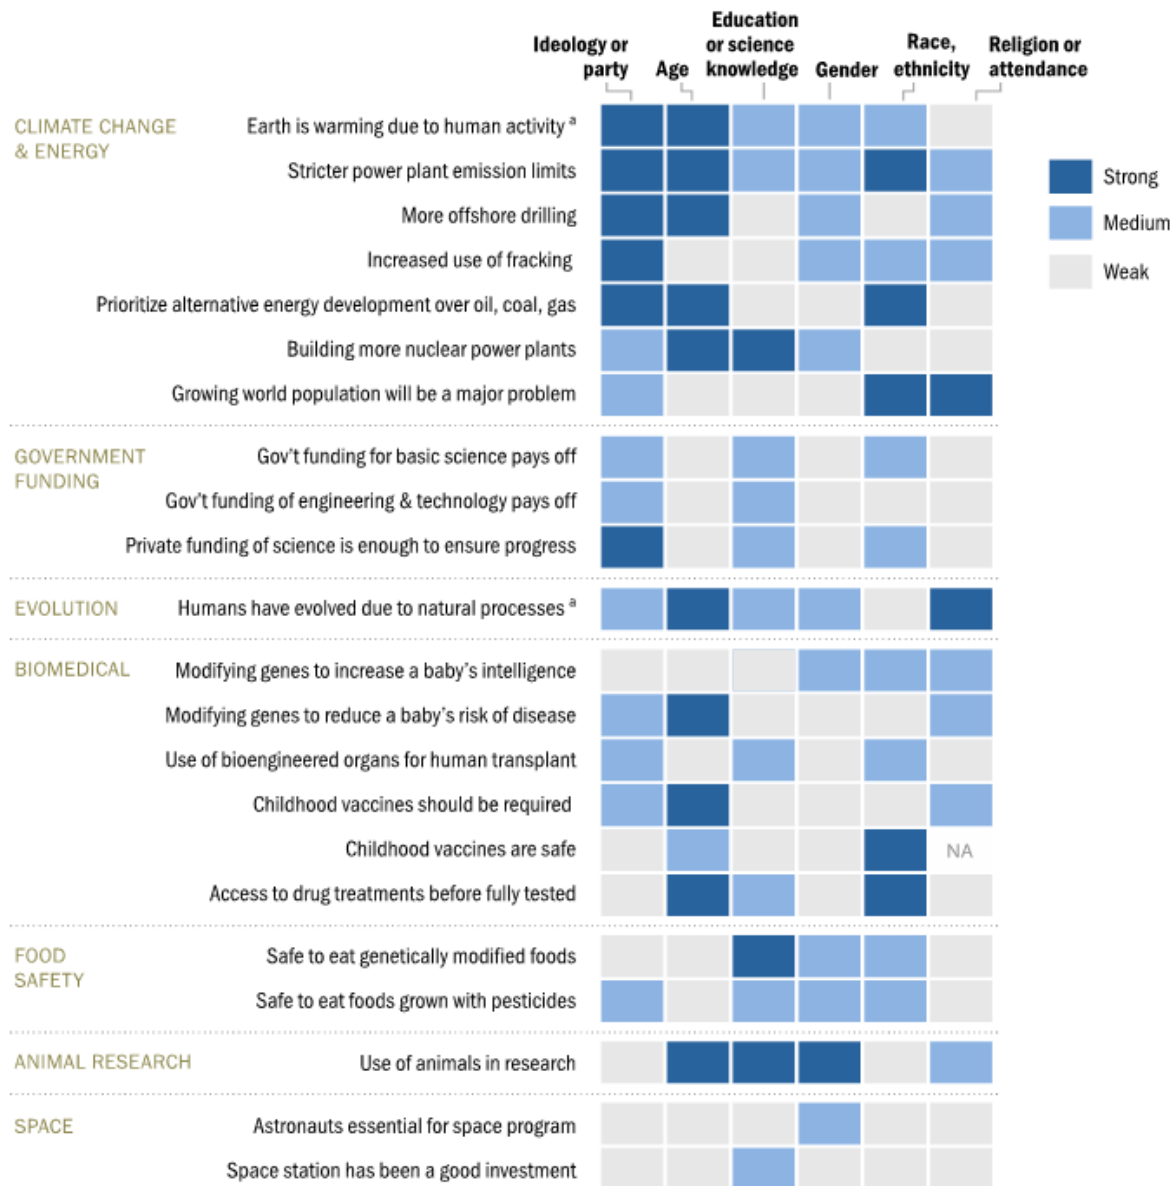 Ideology or
party
Age
Education
or science
knowledge
Gender
Race,
ethnicity
Religion or
attendance
CLIMATE CHANGE
& ENERGY
Earth is warming due to human activity a
Stricter power plant emission limits
More offshore drilling
Increased use of fracking
Prioritize alternative energy development over oil, coal, gas
Building more nuclear power plants
Growing world population will be a major problem
Strong
Medium
Weak
GOVERNMENT
FUNDING
Gov't funding for basic science pays off
Gov't funding of engineering & technology pays off
Private funding of science is enough to ensure progress
EVOLUTION
Humans have evolved due to natural processes a
BIOMEDICAL
Modifying genes to increase a baby's intelligence
Modifying genes to reduce a baby's risk of disease
Use of bioengineered organs for human transplant
Childhood vaccines should be required
Childhood vaccines are safe
NA
Access to drug treatments before fully tested
FOOD
SAFETY
Safe to eat genetically modified foods
Safe to eat foods grown with pesticides
ANIMAL RESEARCH
Use of animals in research
SPACE
Astronauts essential for space program
Space station has been a good investment